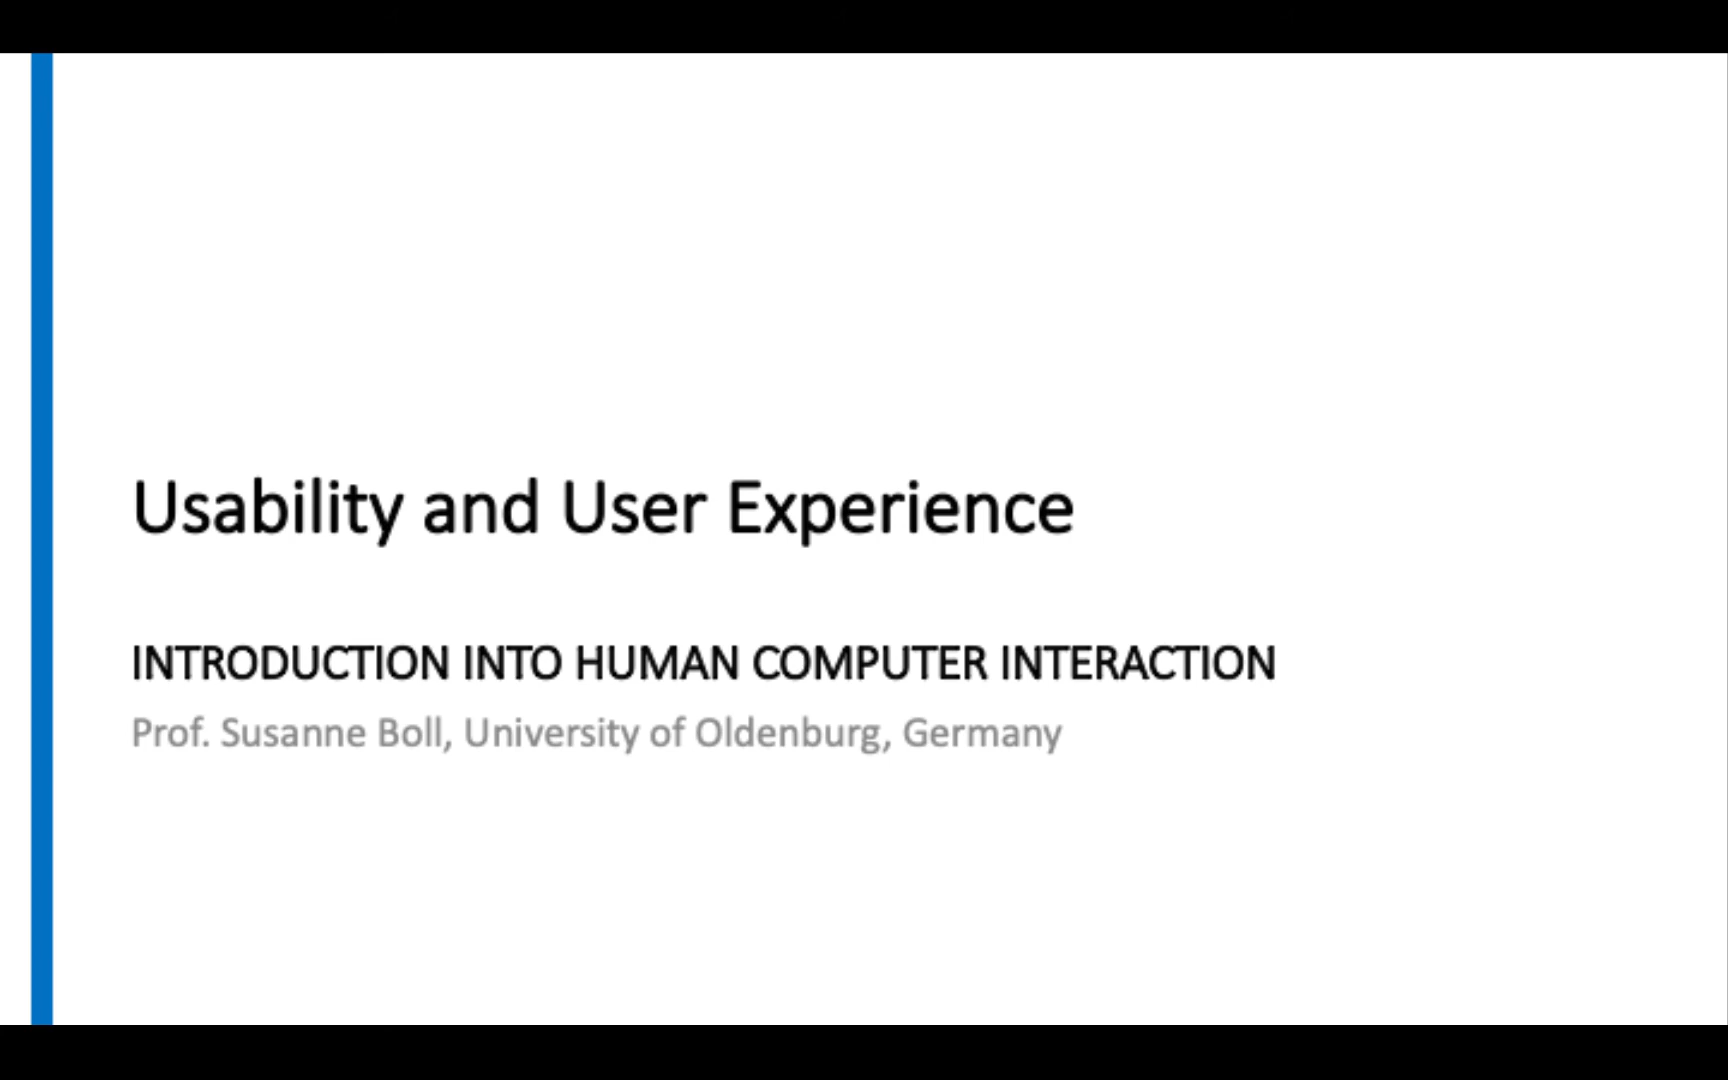 Usability and User Experience
INTRODUCTION INTO HUMAN COMPUTER INTERACTION
Prof. Susanne Boll, University of Oldenburg, Germany